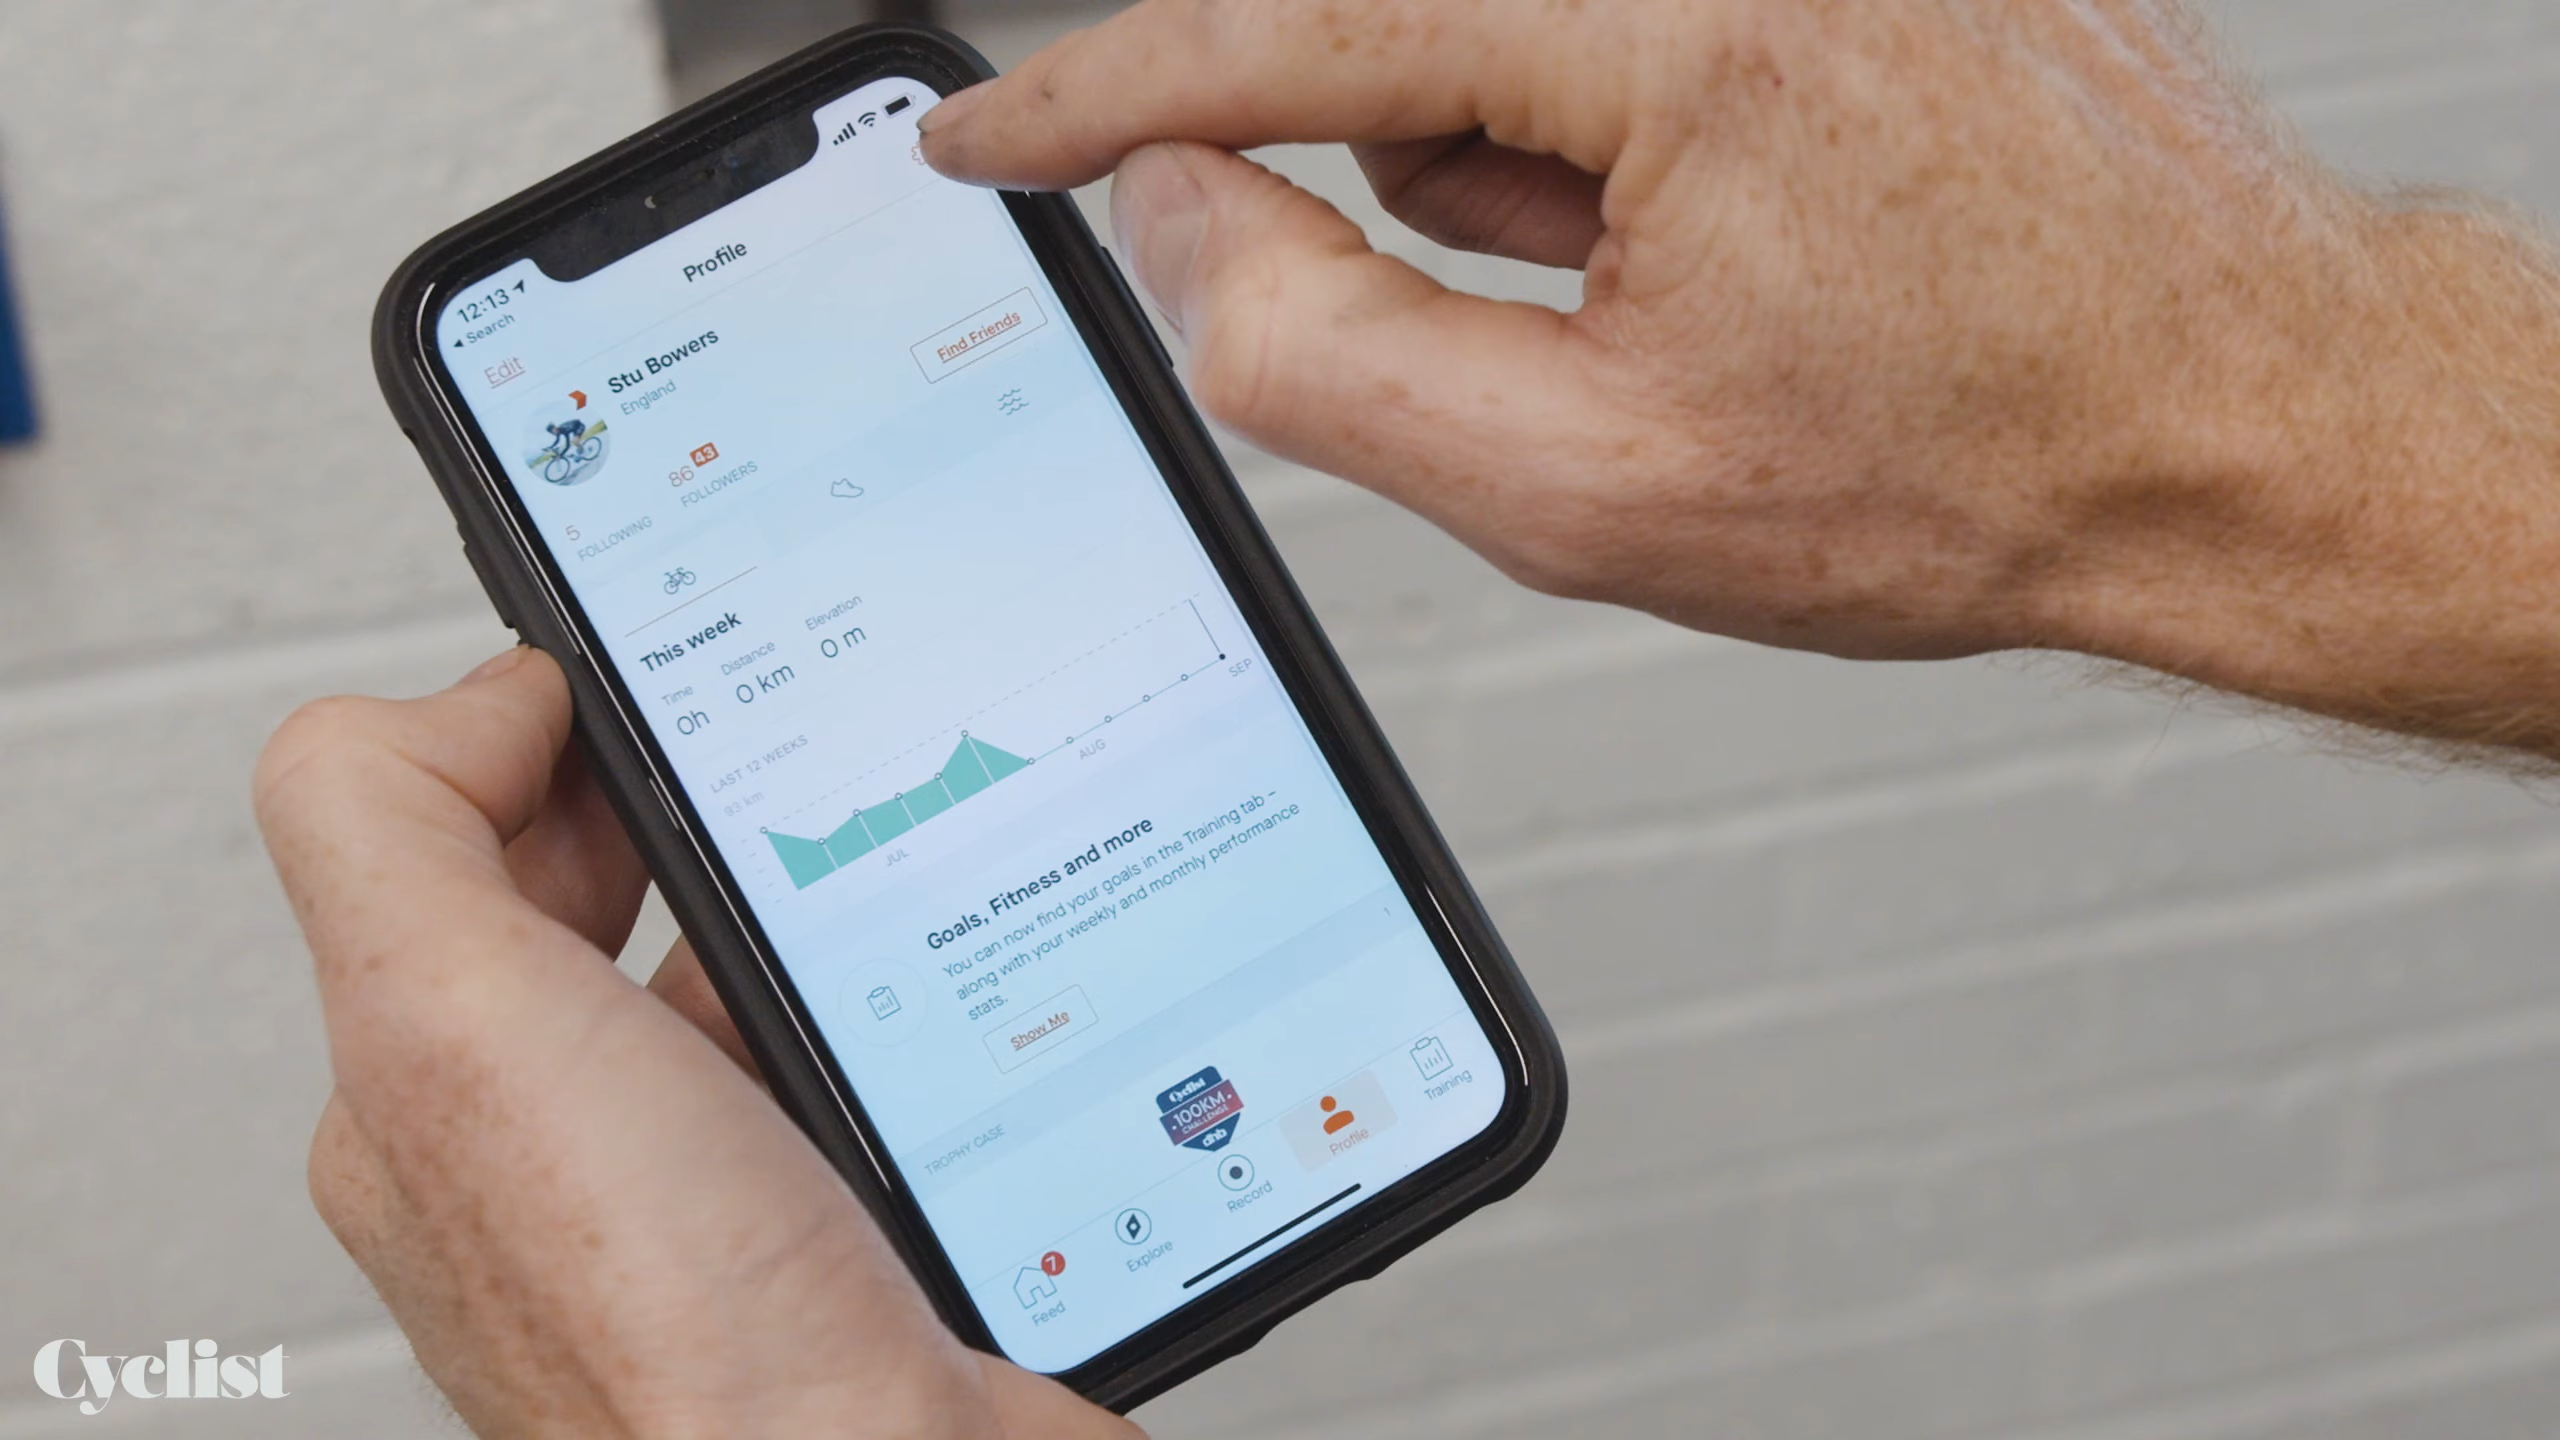 12:13
Search
Profile
Edit
Stu Bowers
England
Find Friends
5
FOLLOWING
86 43
FOLLOWERS
This week
Time
0h
Distance
0 km
Elevation
0 m
LAST 12 WEEKS
93 km
JUL
AUG
SEP
Goals, Fitness and more
You can now find your goals in the Training tab –
along with your weekly and monthly performance
stats.
Show Me
TROPHY CASE
1
Cyclist
100KM
CHALLENGE
dhb
7
Feed
Explore
Record
Profile
Training
Cyclist